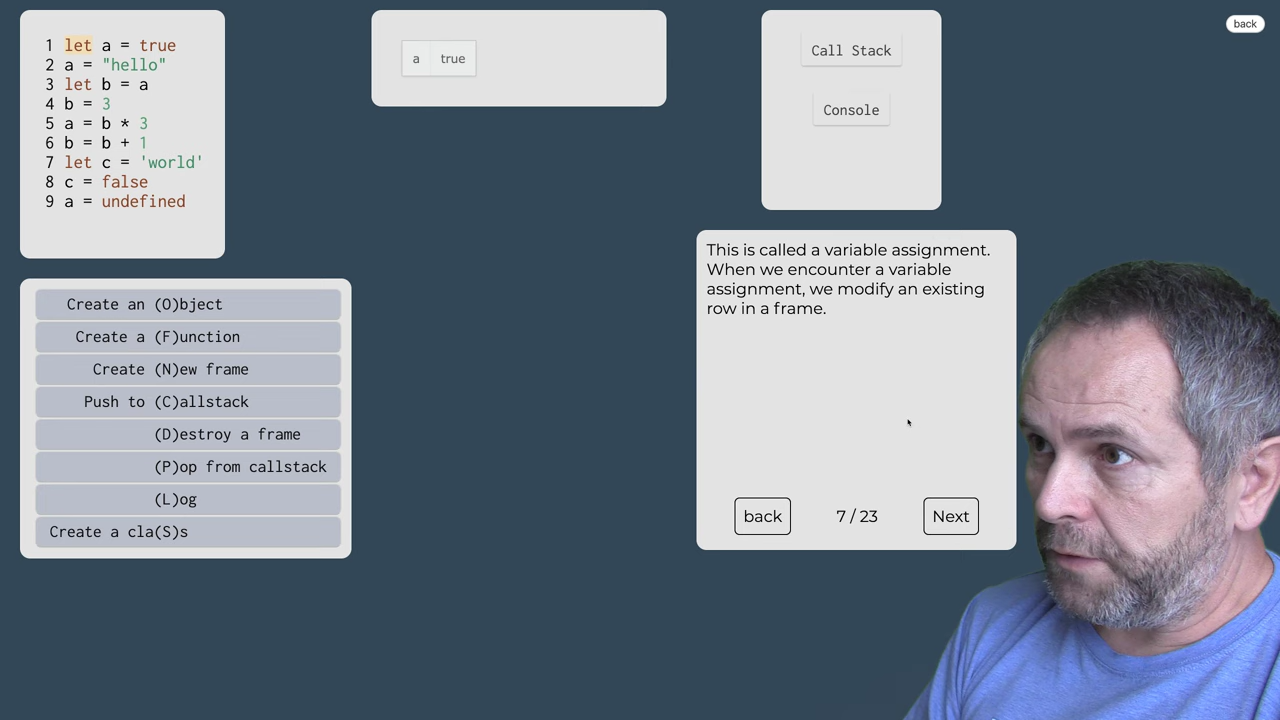 back
1 let a = true
2 a = "hello"
3 let b = a
4 b = 3
5 a = b * 3
6 b = b + 1
7 let c = 'world'
8 c = false
9 a = undefined
a true
Call Stack
Console
Create an (O)bject
Create a (F)unction
Create (N)ew frame
Push to (C)allstack
(D)estroy a frame
(P)op from callstack
(L)og
Create a cla(S)s
This is called a variable assignment.
When we encounter a variable
assignment, we modify an existing
row in a frame.
back 7 / 23 Next